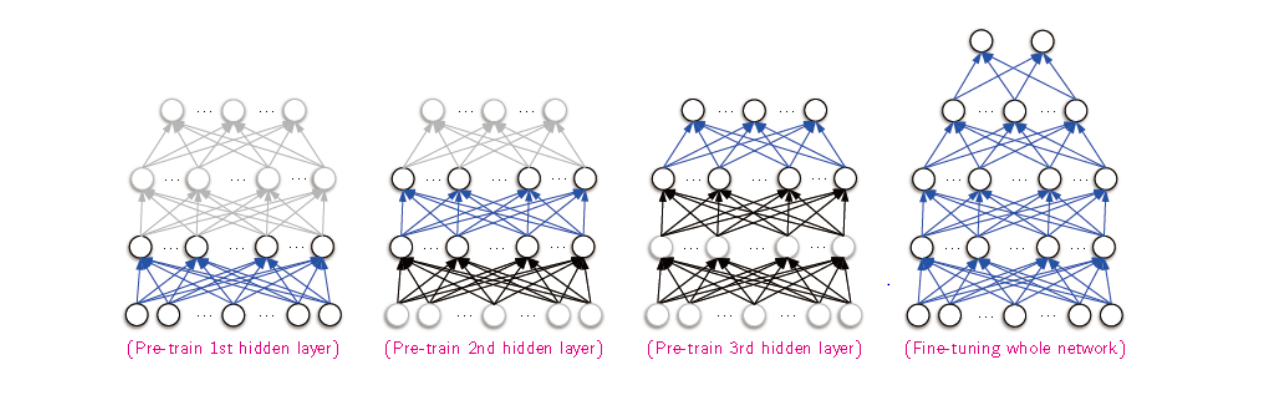 (Pre-train 1st hidden layer)
(Pre-train 2nd hidden layer)
(Pre-train 3rd hidden layer)
(Fine-tuning whole network)